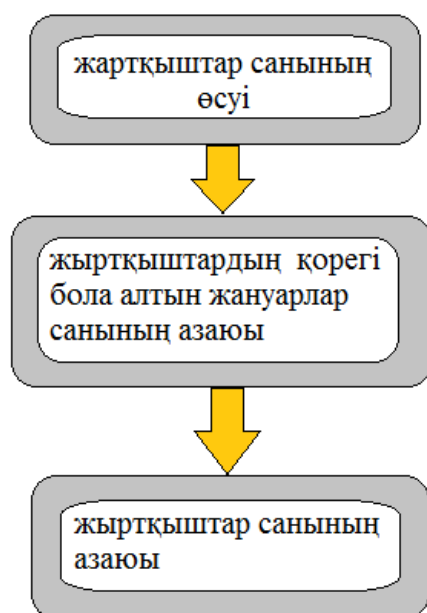 жартқыштар санының
өсуі
жыртқыштардың қорегі
бола алтын жануарлар
санының азаюы
жыртқыштар санының
азаюы